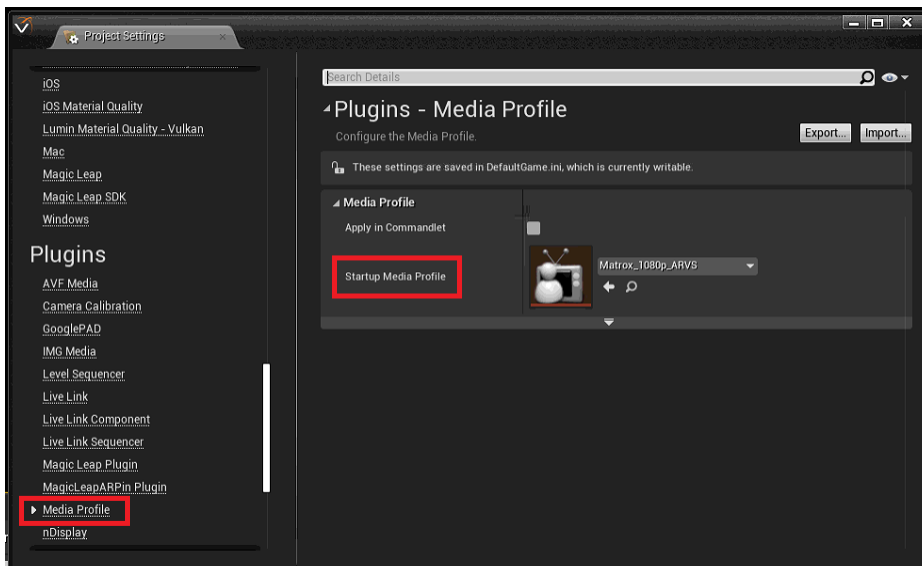 Project Settings
iOS
iOS Material Quality
Lumin Material Quality - Vulkan
Mac
Magic Leap
Magic Leap SDK
Windows
Plugins
AVF Media
Camera Calibration
GooglePAD
IMG Media
Level Sequencer
Live Link
Live Link Component
Live Link Sequencer
Magic Leap Plugin
MagicLeapARPin Plugin
Media Profile
nDisplay
Search Details
Plugins - Media Profile
Configure the Media Profile.
Export...
Import...
These settings are saved in DefaultGame.ini, which is currently writable.
Media Profile
Apply in Commandlet
Startup Media Profile
Matrox_1080p_ARVS